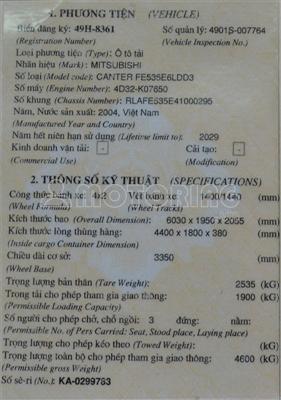 1. PHƯƠNG TIỆN (VEHICLE)
Biển đăng ký: 49H-8361 Số quản lý: 4901S-007764
(Registration Number) (Vehicle Inspection No.)
Loại phương tiện (Type): Ô tô tải
Nhãn hiệu (Mark) : MITSUBISHI
Số loại (Model code): CANTER FE535E6LDD3
Số máy (Engine Number): 4D32-K07650
Số khung (Chassis Number): RLAFE535E41000295
Năm, Nước sản xuất: 2004, Việt Nam
(Manufactured Year and Country)
Năm hết niên hạn sử dụng (Lifetime limit to): 2029
Kinh doanh vận tải: - Cải tạo: -
(Commercial Use) (Modification)
2. THÔNG SỐ KỸ THUẬT (SPECIFICATIONS)
Công thức bánh xe: 4x2 Vết bánh xe 1400/1440 (mm)
(Wheel Formula) (Wheel Tracks)
Kích thước bao (Overall Dimension): 6030 x 1950 x 2055 (mm)
Kích thước lòng thùng hàng: 4400 x 1800 x 380 (mm)
(Inside cargo Container Dimension)
Chiều dài cơ sở: 3350 (mm)
(Wheel Base)
Trọng lượng bản thân (Tare Weight): 2535 (kG)
Trọng tải cho phép tham gia giao thông: 1900 (kG)
(Permissible Loading Capacity)
Số người cho phép chở, chỗ ngồi: 3 đứng: nằm:
(Permissible No. of Pers Carried: Seat, Stood place, Laying place)
Trọng lượng cho phép kéo theo (Towed Weight): (kG)
Trọng lượng toàn bộ cho phép tham gia giao thông: 4600 (kG)
(Permissible gross Weight)
Số sê-ri (No.): KA-0299763